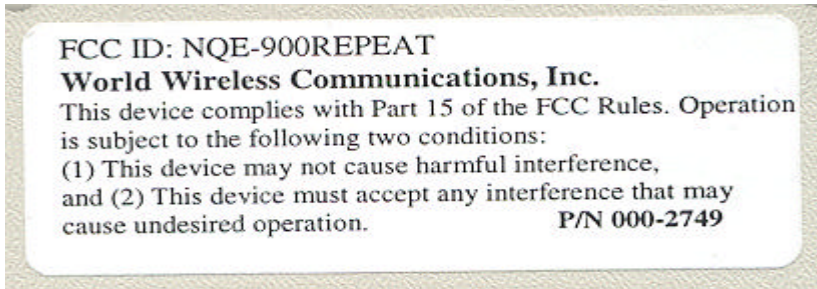 FCC ID: NQE-900REPEAT
World Wireless Communications, Inc.
This device complies with Part 15 of the FCC Rules. Operation
is subject to the following two conditions:
(1) This device may not cause harmful interference,
and (2) This device must accept any interference that may
cause undesired operation. P/N 000-2749